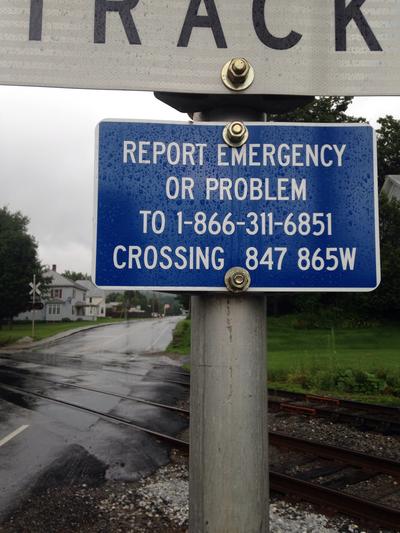 TRACK
REPORT EMERGENCY
OR PROBLEM
TO 1-866-311-6851
CROSSING 847 865W